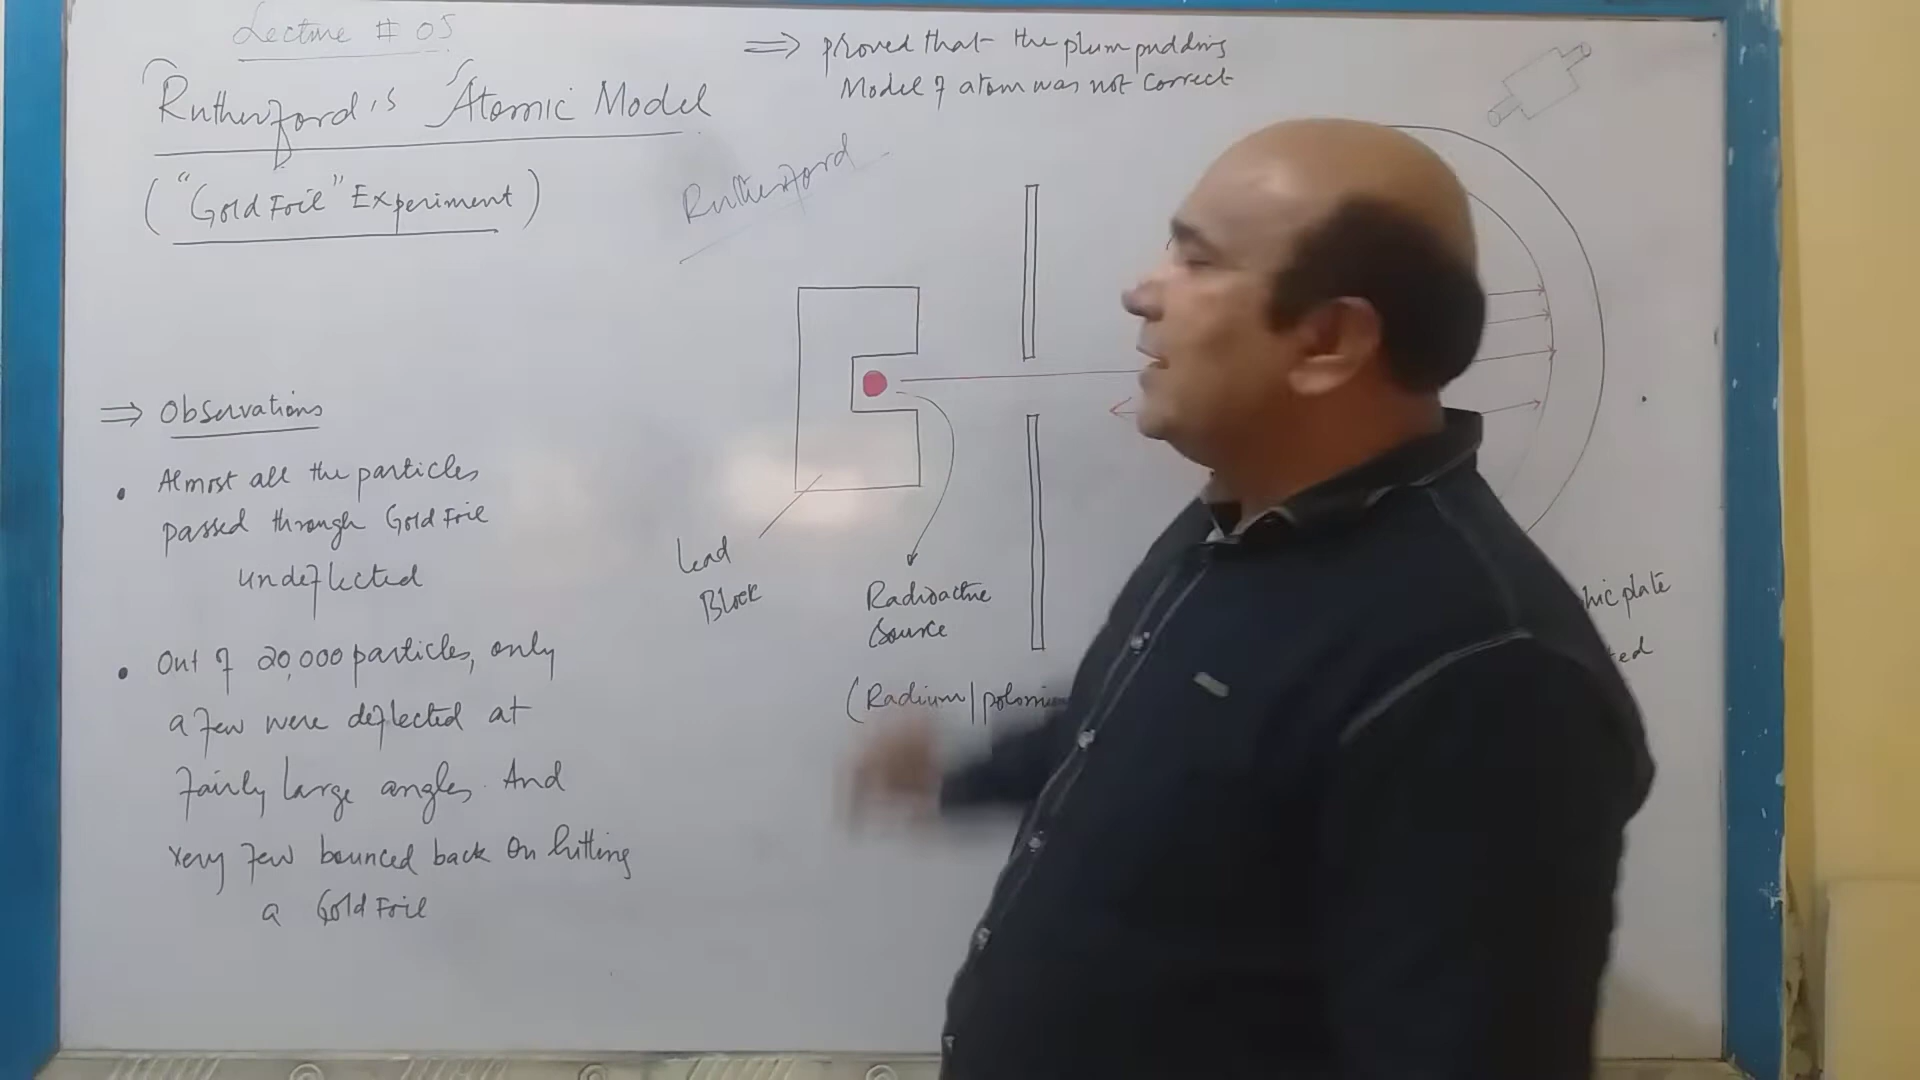 Lecture # 05
Rutherford's Atomic Model
("Gold Foil" Experiment)
⇒ proved that the plum pudding
Model of atom was not correct
Rutherford
⇒ Observations
• Almost all the particles
passed through Gold Foil
undeflected
• Out of 20,000 particles, only
a few were deflected at
fairly large angles. And
very few bounced back on hitting
a Gold Foil
Lead
Block
Radioactive
Source
(Radium/polonium
hic plate
ted